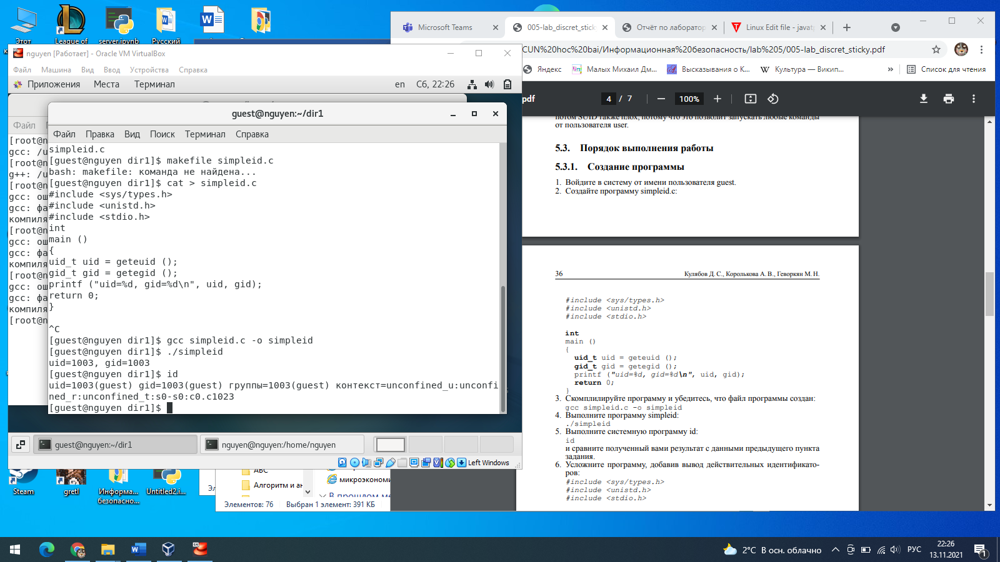 Этот
League of
server.ipynb
Русский
nguyen [Работает] - Oracle VM VirtualBox
Файл Машина Вид Ввод Устройства Справка
Приложения Места Терминал en Сб, 22:26
guest@nguyen:~/dir1
Файл
[root@n
gcc: /u
[root@n
g++: /u
[root@n
gcc: ош
gcc: фа
компиля
[root@n
gcc: ош
gcc: фа
компиля
[root@n
gcc: ош
gcc: фа
компиля
[root@n
Файл Правка Вид Поиск Терминал Справка
simpleid.c
[guest@nguyen dir1]$ makefile simpleid.c
bash: makefile: команда не найдена...
[guest@nguyen dir1]$ cat > simpleid.c
#include <sys/types.h>
#include <unistd.h>
#include <stdio.h>
int
main ()
{
uid_t uid = geteuid ();
gid_t gid = getegid ();
printf ("uid=%d, gid=%d\n", uid, gid);
return 0;
}
^C
[guest@nguyen dir1]$ gcc simpleid.c -o simpleid
[guest@nguyen dir1]$ ./simpleid
uid=1003, gid=1003
[guest@nguyen dir1]$ id
uid=1003(guest) gid=1003(guest) группы=1003(guest) контекст=unconfined_u:unconfi
ned_r:unconfined_t:s0-s0:c0.c1023
[guest@nguyen dir1]$
guest@nguyen:~/dir1
nguyen@nguyen:/home/nguyen
Left Windows
Microsoft Teams
005-lab_discret_stick
Отчёт по лаборатор
Linux Edit file - javat
CUN%20hoc%20bai/Информационная%20безопасность/lab%205/005-lab_discret_sticky.pdf
Яндекс
Малых Михаил Дм...
Высказывания о К...
Культура — Викип...
»
Список для чтения
pdf
4 / 7
100%
потом SUID также плох, потому что это позволит запускать любые команды
от пользователя user.
5.3. Порядок выполнения работы
5.3.1. Создание программы
1. Войдите в систему от имени пользователя guest.
2. Создайте программу simpleid.c:
36 Кулябов Д. С., Королькова А. В., Геворкян М. Н.
#include <sys/types.h>
#include <unistd.h>
#include <stdio.h>
int
main ()
{
uid_t uid = geteuid ();
gid_t gid = getegid ();
printf ("uid=%d, gid=%d\n", uid, gid);
return 0;
}
3. Скомплилируйте программу и убедитесь, что файл программы создан:
gcc simpleid.c -o simpleid
4. Выполните программу simpleid:
./simpleid
5. Выполните системную программу id:
id
и сравните полученный вами результат с данными предыдущего пункта
задания.
6. Усложните программу, добавив вывод действительных идентификато-
ров:
#include <sys/types.h>
#include <unistd.h>
#include <stdio.h>
Steam
gretl
Информа...
безопасно...
Untitled2.i...
Эл
АВС
Алгоритм и ан
микроэконом
В прошлом ме
Элементов: 76 Выбран 1 элемент: 391 КБ
2°C В осн. облачно
РУС
22:26
13.11.2021
1